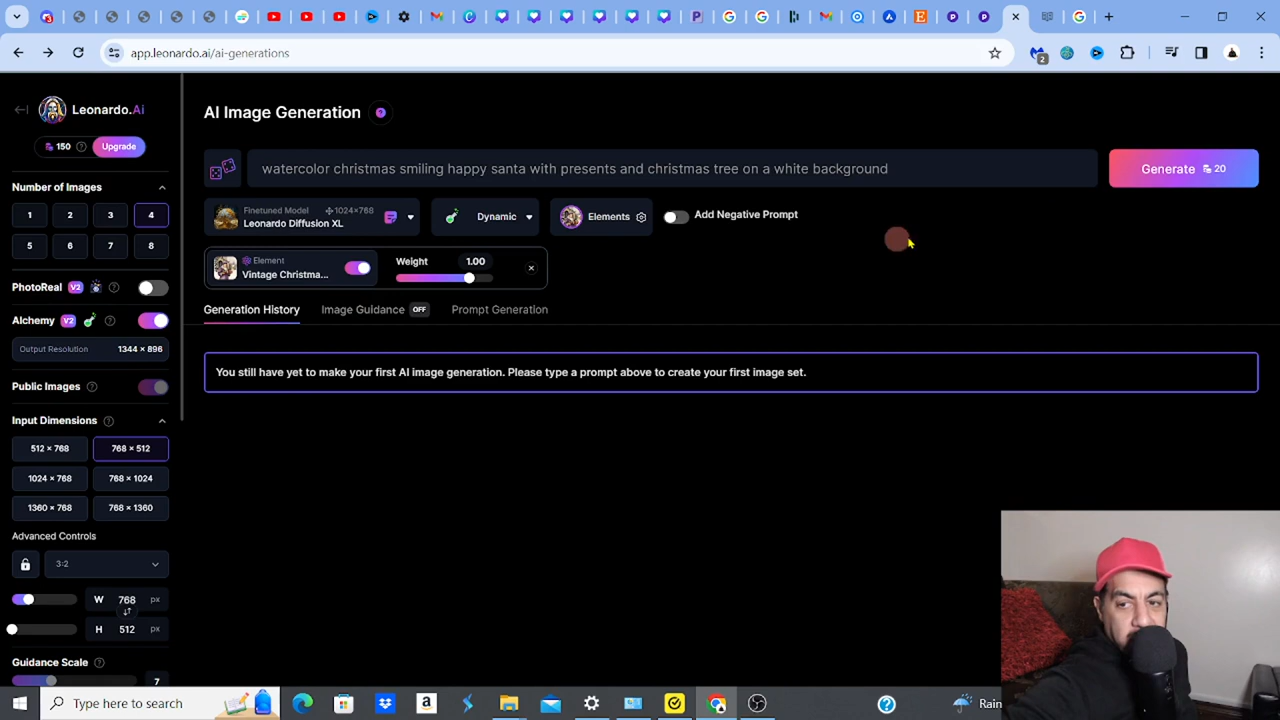 app.leonardo.ai/ai-generations
2
Leonardo.Ai
150
Upgrade
Number of Images
1
2
3
4
5
6
7
8
PhotoReal V2
Alchemy V2
Output Resolution 1344 × 896
Public Images
Input Dimensions
512 × 768
768 × 512
1024 × 768
768 × 1024
1360 × 768
768 × 1360
Advanced Controls
3:2
W 768 px
H 512 px
Guidance Scale
7
AI Image Generation
watercolor christmas smiling happy santa with presents and christmas tree on a white background
Generate 20
Finetuned Model 1024×768
Leonardo Diffusion XL
Dynamic
Elements
Add Negative Prompt
Element
Vintage Christma...
Weight 1.00
Generation History
Image Guidance OFF
Prompt Generation
You still have yet to make your first AI image generation. Please type a prompt above to create your first image set.
Type here to search
Rain